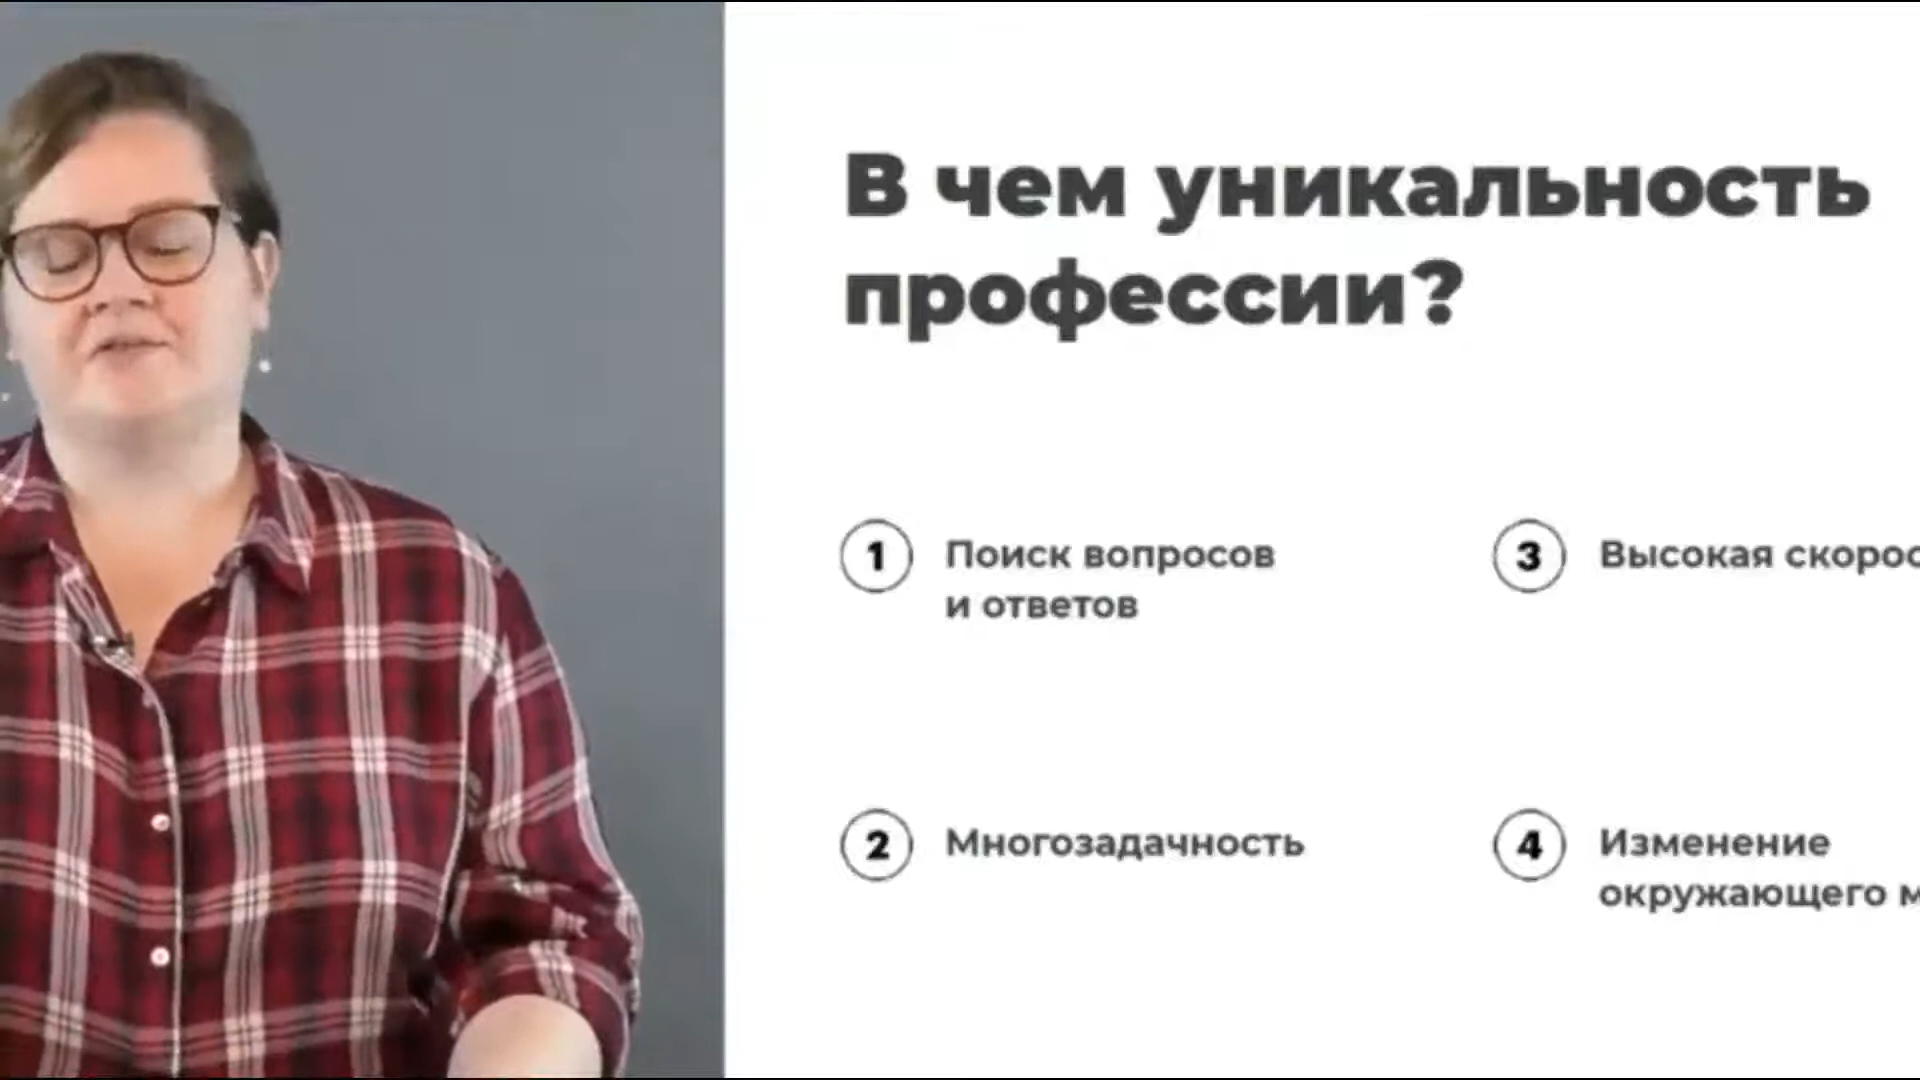 В чем уникальность
профессии?
1 Поиск вопросов
и ответов
2 Многозадачность
3 Высокая
4 Изменение
окружающего